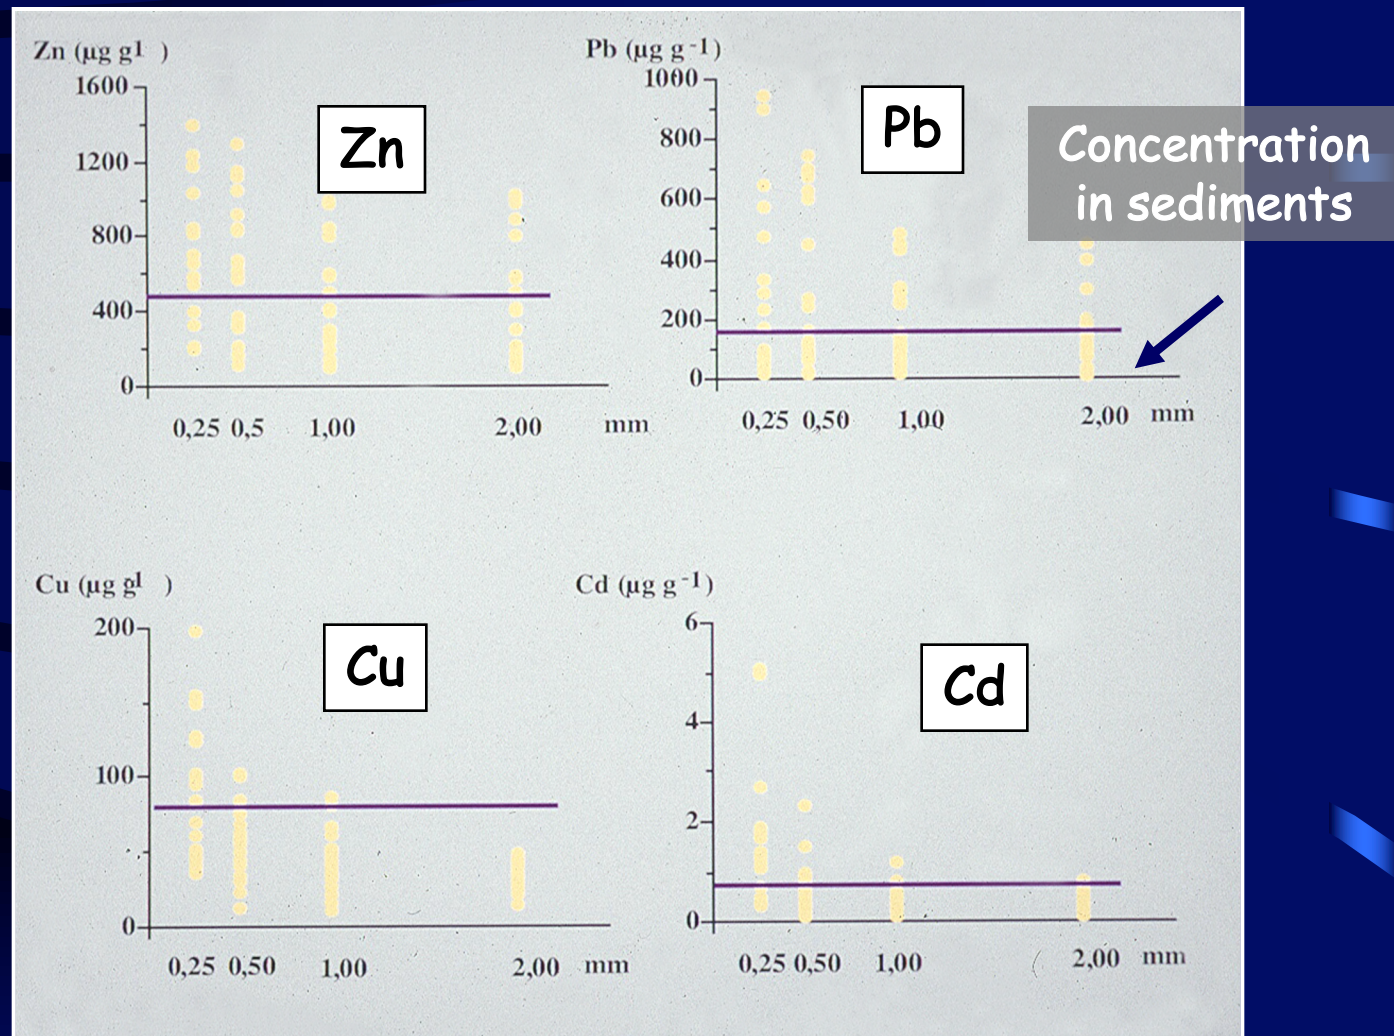 Zn (µg g1 )
1600
1200
800
400
0
0,25 0,5 1,00 2,00 mm
Zn
Pb (µg g -1)
1000
800
600
400
200
0
0,25 0,50 1,00 2,00 mm
Pb
Concentration
in sediments
Cu (µg g1 )
200
100
0
0,25 0,50 1,00 2,00 mm
Cu
Cd (µg g -1)
6
4
2
0
0,25 0,50 1,00 2,00 mm
Cd